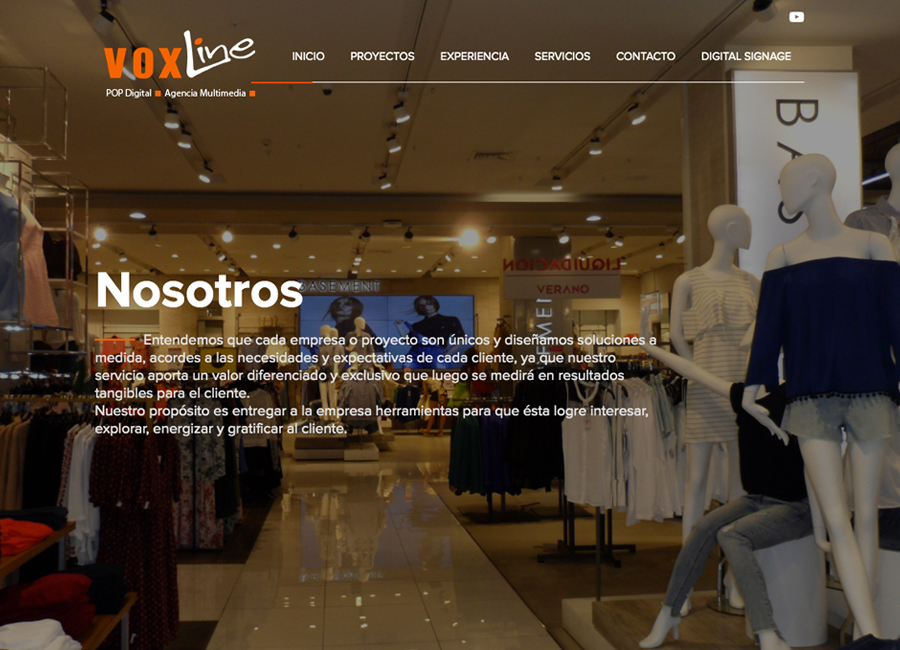 VOX Line
POP Digital ■ Agencia Multimedia ■
INICIO PROYECTOS EXPERIENCIA SERVICIOS CONTACTO DIGITAL SIGNAGE
BA
LIQUIDACION
VERANO
BASEMENT
Nosotros
Entendemos que cada empresa o proyecto son únicos y diseñamos soluciones a
medida, acordes a las necesidades y expectativas de cada cliente, ya que nuestro
servicio aporta un valor diferenciado y exclusivo que luego se medirá en resultados
tangibles para el cliente.
Nuestro propósito es entregar a la empresa herramientas para que ésta logre interesar,
explorar, energizar y gratificar al cliente.